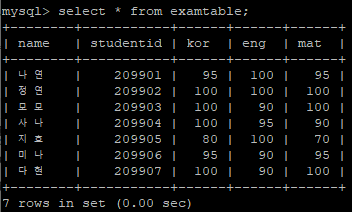 mysql> select * from examtable;
+--------+-----------+------+------+------+
| name | studentid | kor | eng | mat |
+--------+-----------+------+------+------+
| 나연 | 209901 | 95 | 100 | 95 |
| 정연 | 209902 | 100 | 100 | 100 |
| 모모 | 209903 | 100 | 90 | 100 |
| 사나 | 209904 | 100 | 95 | 90 |
| 지효 | 209905 | 80 | 100 | 70 |
| 미나 | 209906 | 95 | 90 | 95 |
| 다현 | 209907 | 100 | 90 | 100 |
+--------+-----------+------+------+------+
7 rows in set (0.00 sec)